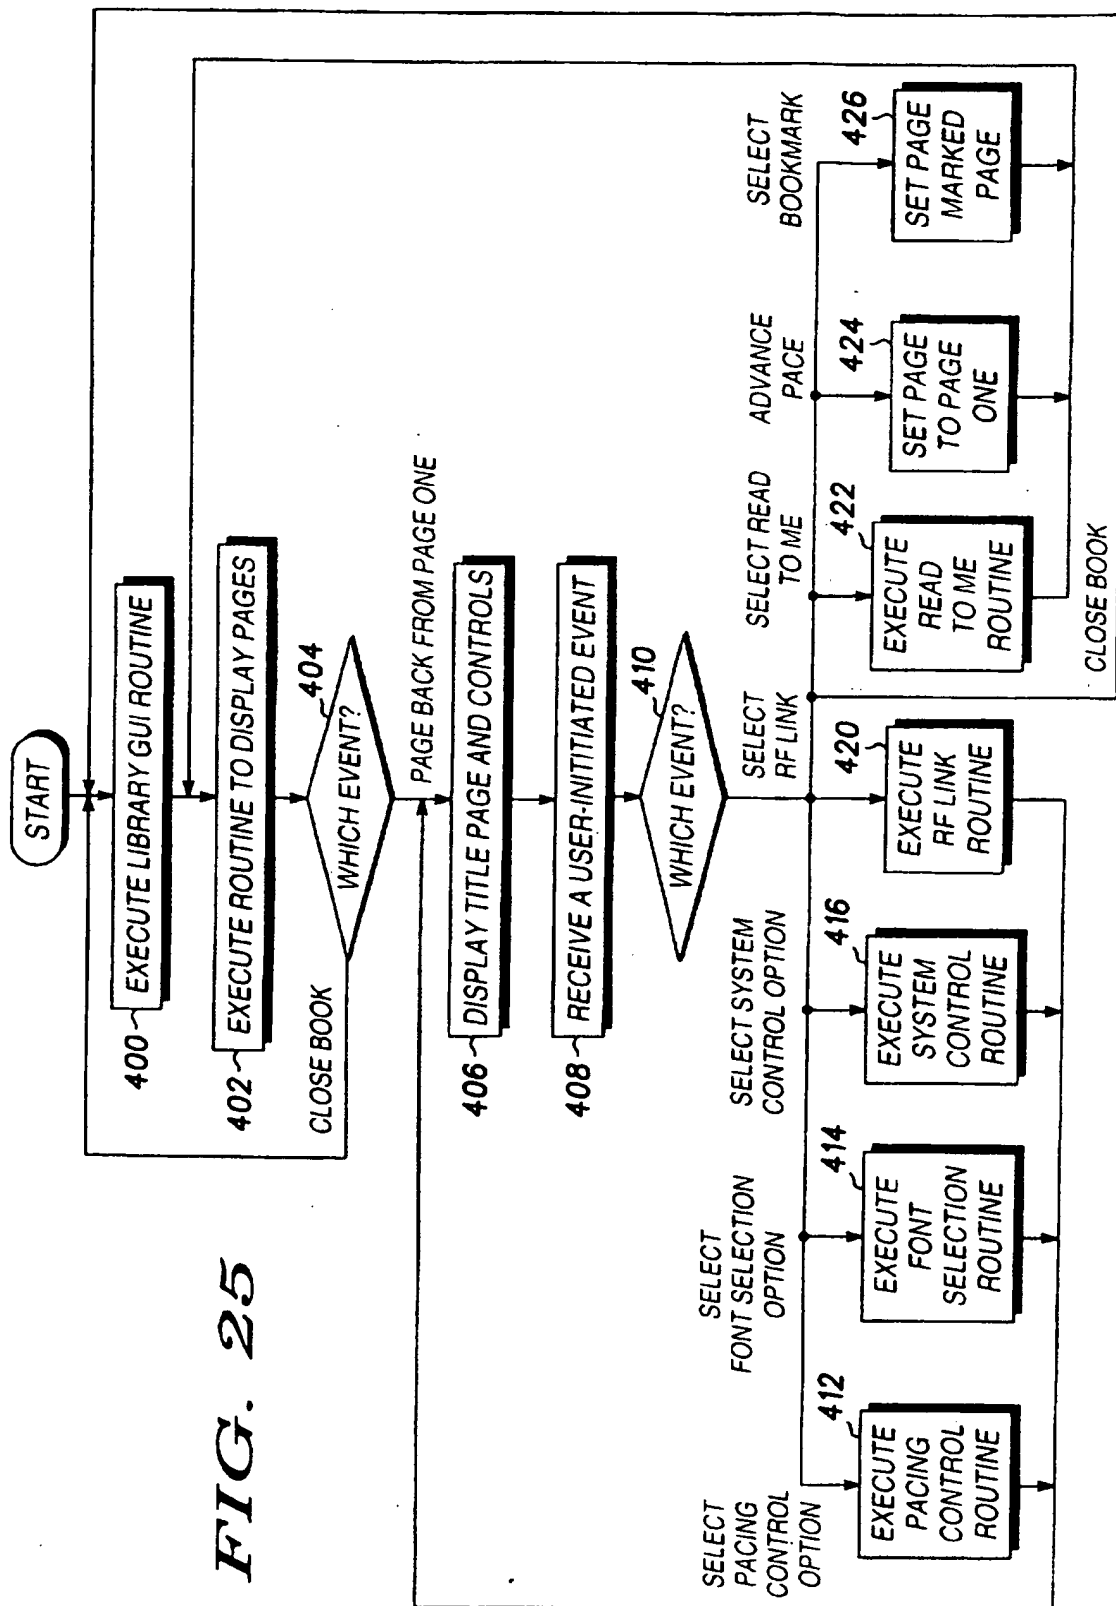 FIG. 25
START
400
EXECUTE LIBRARY GUI ROUTINE
402
EXECUTE ROUTINE TO DISPLAY PAGES
404
WHICH EVENT?
CLOSE BOOK
PAGE BACK FROM PAGE ONE
406
DISPLAY TITLE PAGE AND CONTROLS
408
RECEIVE A USER-INITIATED EVENT
410
WHICH EVENT?
SELECT
PACING
CONTROL
OPTION
412
EXECUTE
PACING
CONTROL
ROUTINE
SELECT
FONT SELECTION
OPTION
414
EXECUTE
FONT
SELECTION
ROUTINE
SELECT SYSTEM
CONTROL OPTION
416
EXECUTE
SYSTEM
CONTROL
ROUTINE
SELECT
RF LINK
420
EXECUTE
RF LINK
ROUTINE
SELECT READ
TO ME
422
EXECUTE
READ
TO ME
ROUTINE
ADVANCE
PACE
424
SET PAGE
TO PAGE
ONE
SELECT
BOOKMARK
426
SET PAGE
MARKED
PAGE
CLOSE BOOK